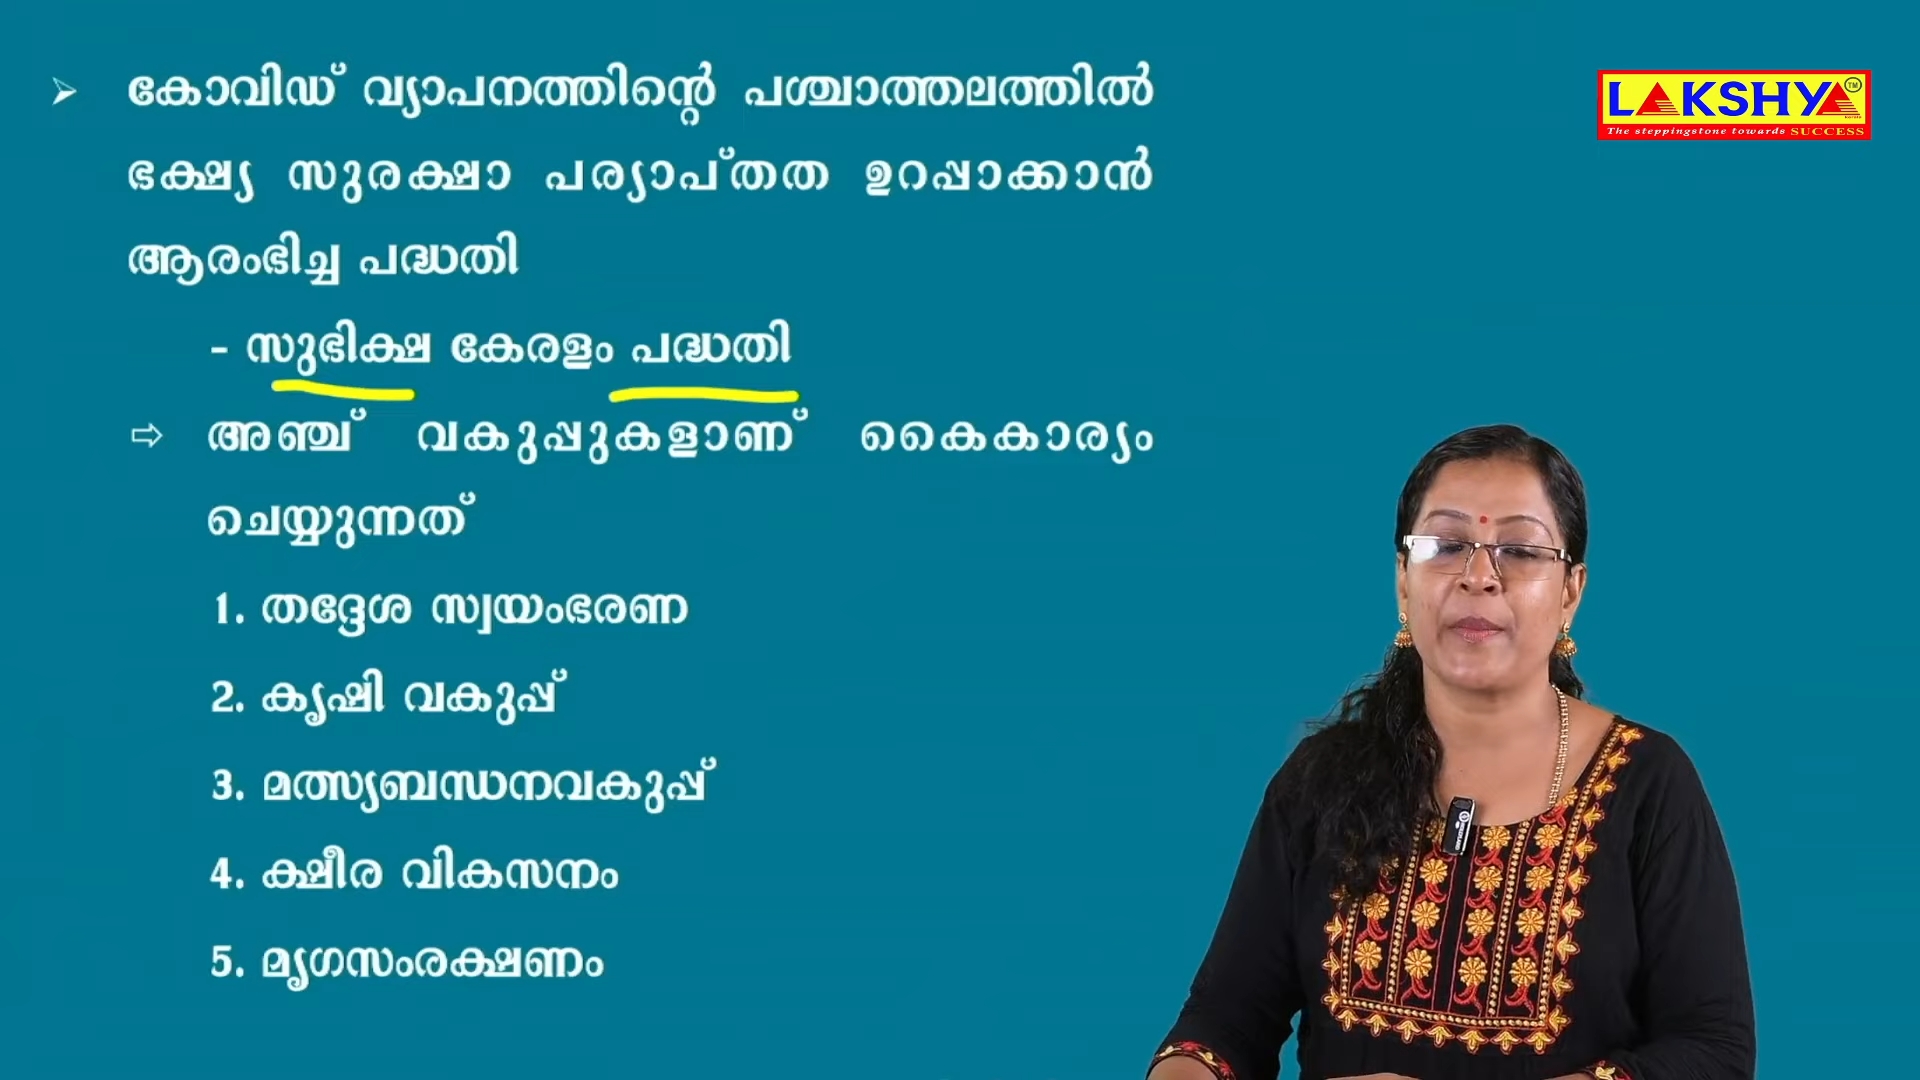 ➢ കോവിഡ് വ്യാപനത്തിന്റെ പശ്ചാത്തലത്തിൽ
ഭക്ഷ്യ സുരക്ഷാ പര്യാപ്തത ഉറപ്പാക്കാൻ
ആരംഭിച്ച പദ്ധതി
- സുഭിക്ഷ കേരളം പദ്ധതി
⇨ അഞ്ച് വകുപ്പുകളാണ് കൈകാര്യം
ചെയ്യുന്നത്
1. തദ്ദേശ സ്വയംഭരണ
2. കൃഷി വകുപ്പ്
3. മത്സ്യബന്ധനവകുപ്പ്
4. ക്ഷീര വികസനം
5. മൃഗസംരക്ഷണം
LAKSHYA TM
The steppingstone towards SUCCESS